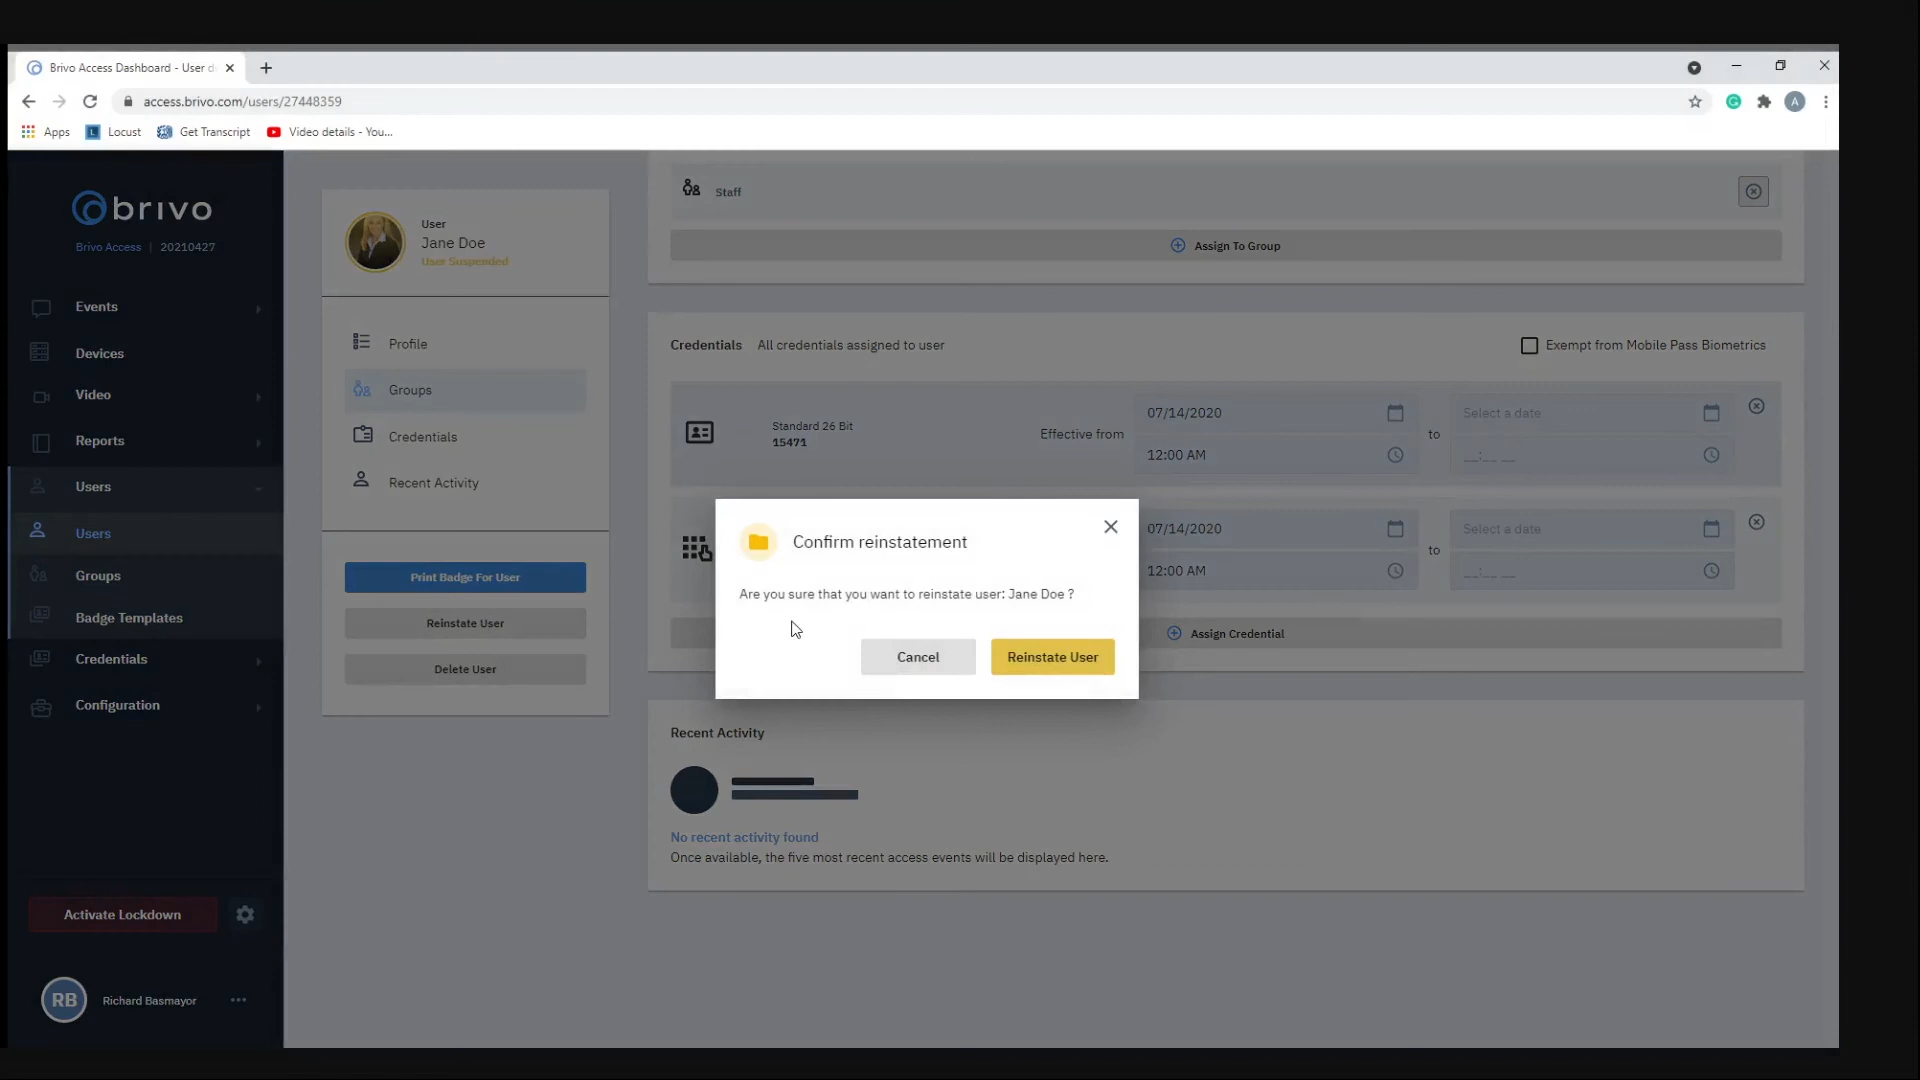 Brivo Access Dashboard - User d
access.brivo.com/users/27448359
A
Apps
Locust
Get Transcript
Video details - You...
brivo
Brivo Access | 20210427
Events
Devices
Video
Reports
Users
Users
Groups
Badge Templates
Credentials
Configuration
Activate Lockdown
RB
Richard Basmayor
User
Jane Doe
User Suspended
Profile
Groups
Credentials
Recent Activity
Print Badge For User
Reinstate User
Delete User
Staff
Assign To Group
Credentials All credentials assigned to user
Exempt from Mobile Pass Biometrics
Standard 26 Bit
15471
Effective from
07/14/2020
12:00 AM
to
Select a date
__:__ __
07/14/2020
12:00 AM
to
Select a date
__:__ __
Assign Credential
Confirm reinstatement
Are you sure that you want to reinstate user: Jane Doe ?
Cancel
Reinstate User
Recent Activity
No recent activity found
Once available, the five most recent access events will be displayed here.